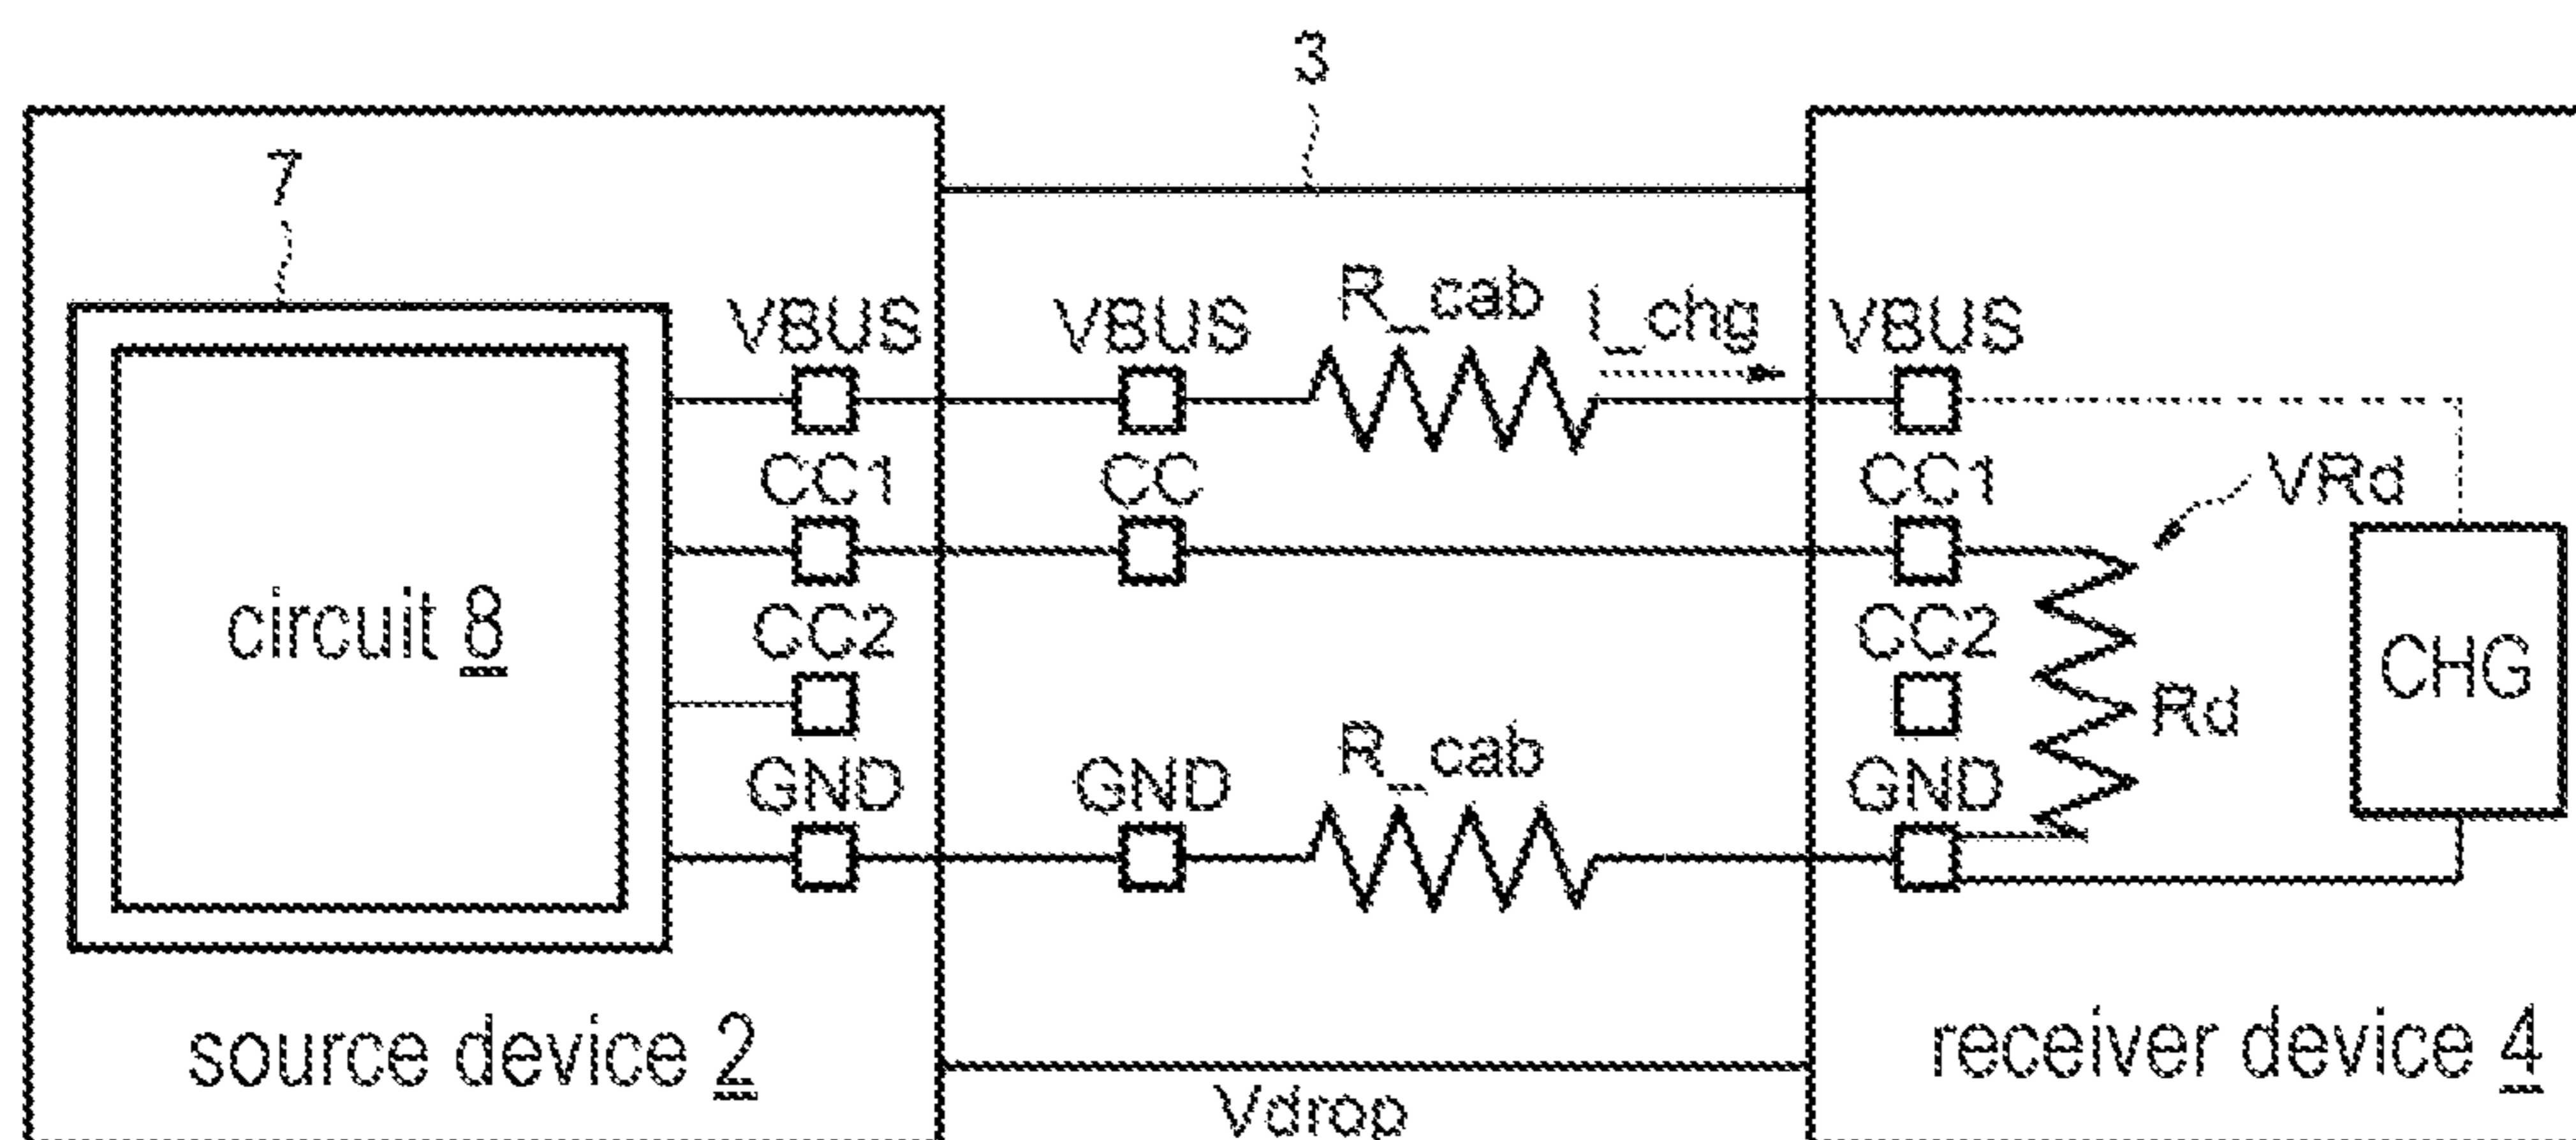 3
7
R_cab
I_chg
VBUS
VBUS
VBUS
CC1
CC
CC1
VRd
circuit 8
CC2
CC2
CHG
Rd
GND
GND
R_cab
GND
source device 2
receiver device 4
Vdrop